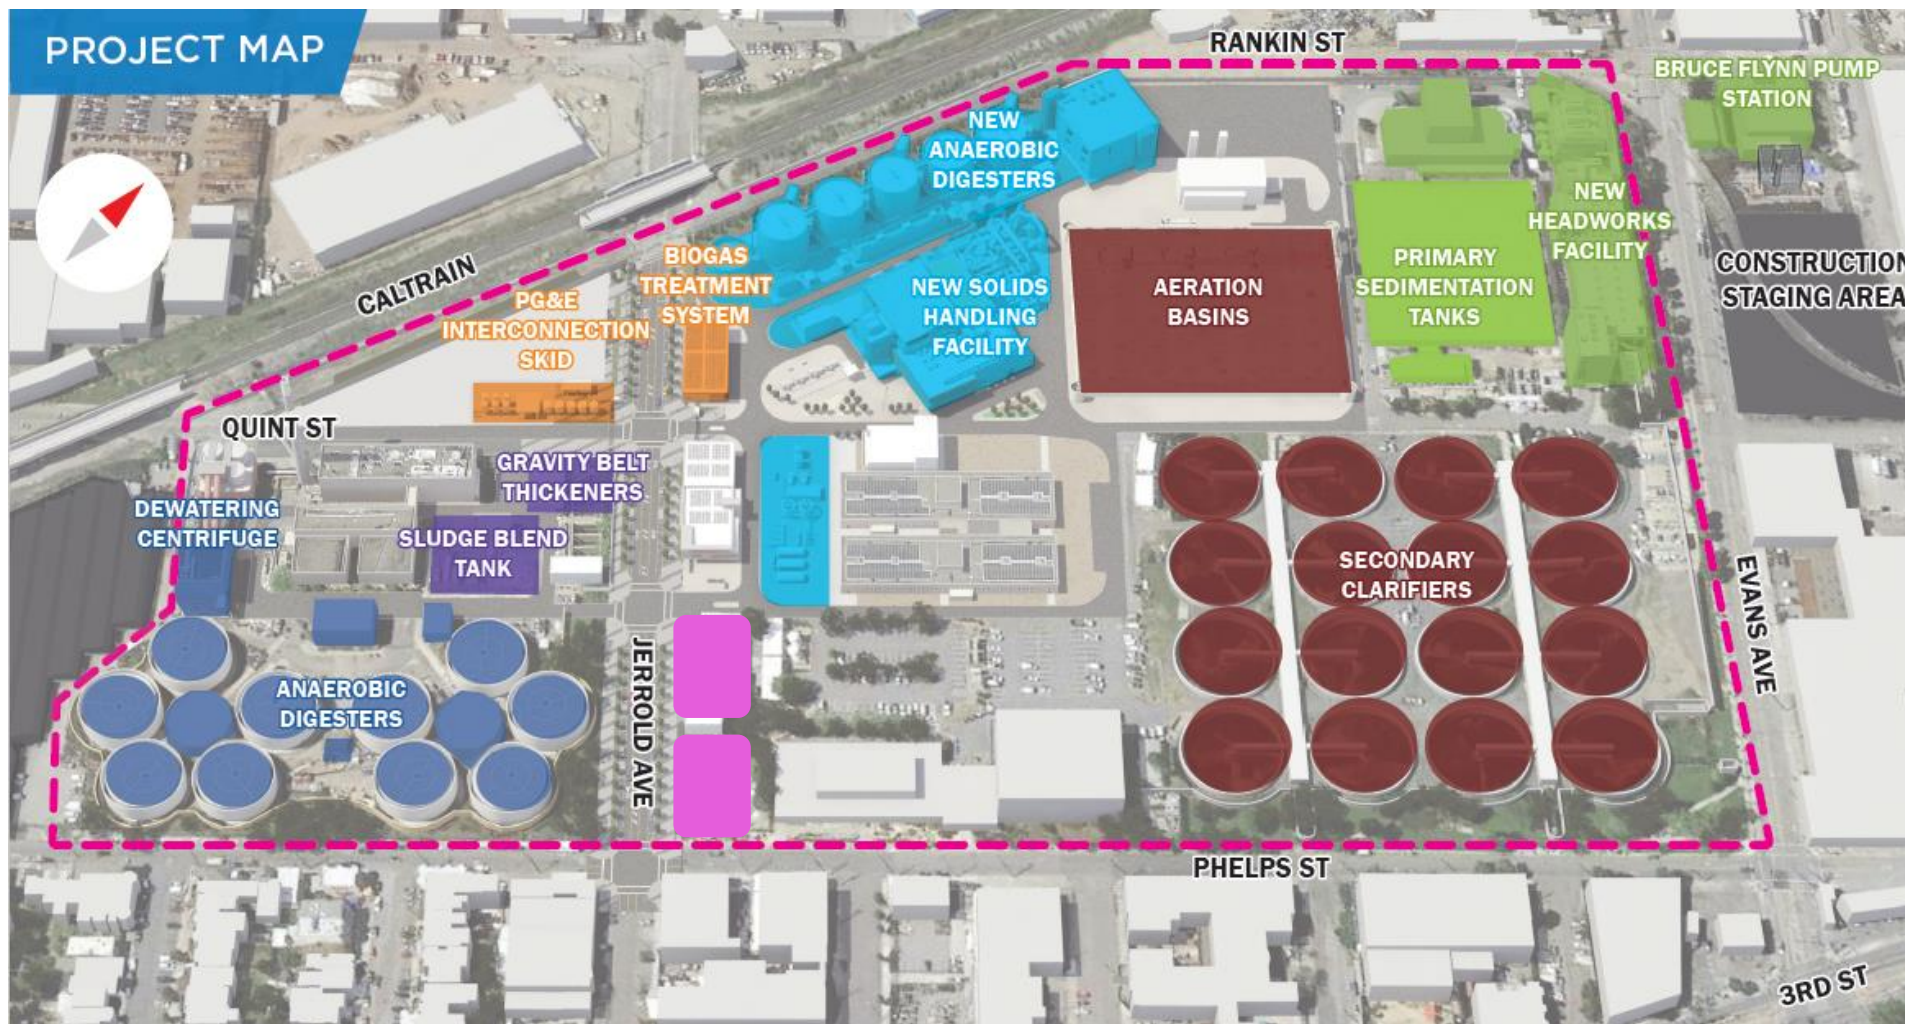 PROJECT MAP
RANKIN ST
BRUCE FLYNN PUMP
STATION
NEW
ANAEROBIC
DIGESTERS
NEW
HEADWORKS
FACILITY
CALTRAIN
BIOGAS
TREATMENT
SYSTEM
PG&E
INTERCONNECTION
SKID
NEW SOLIDS
HANDLING
FACILITY
AERATION
BASINS
PRIMARY
SEDIMENTATION
TANKS
CONSTRUCTION
STAGING AREA
QUINT ST
GRAVITY BELT
THICKENERS
DEWATERING
CENTRIFUGE
SLUDGE BLEND
TANK
SECONDARY
CLARIFIERS
EVANS AVE
JERROLD AVE
ANAEROBIC
DIGESTERS
PHELPS ST
3RD ST